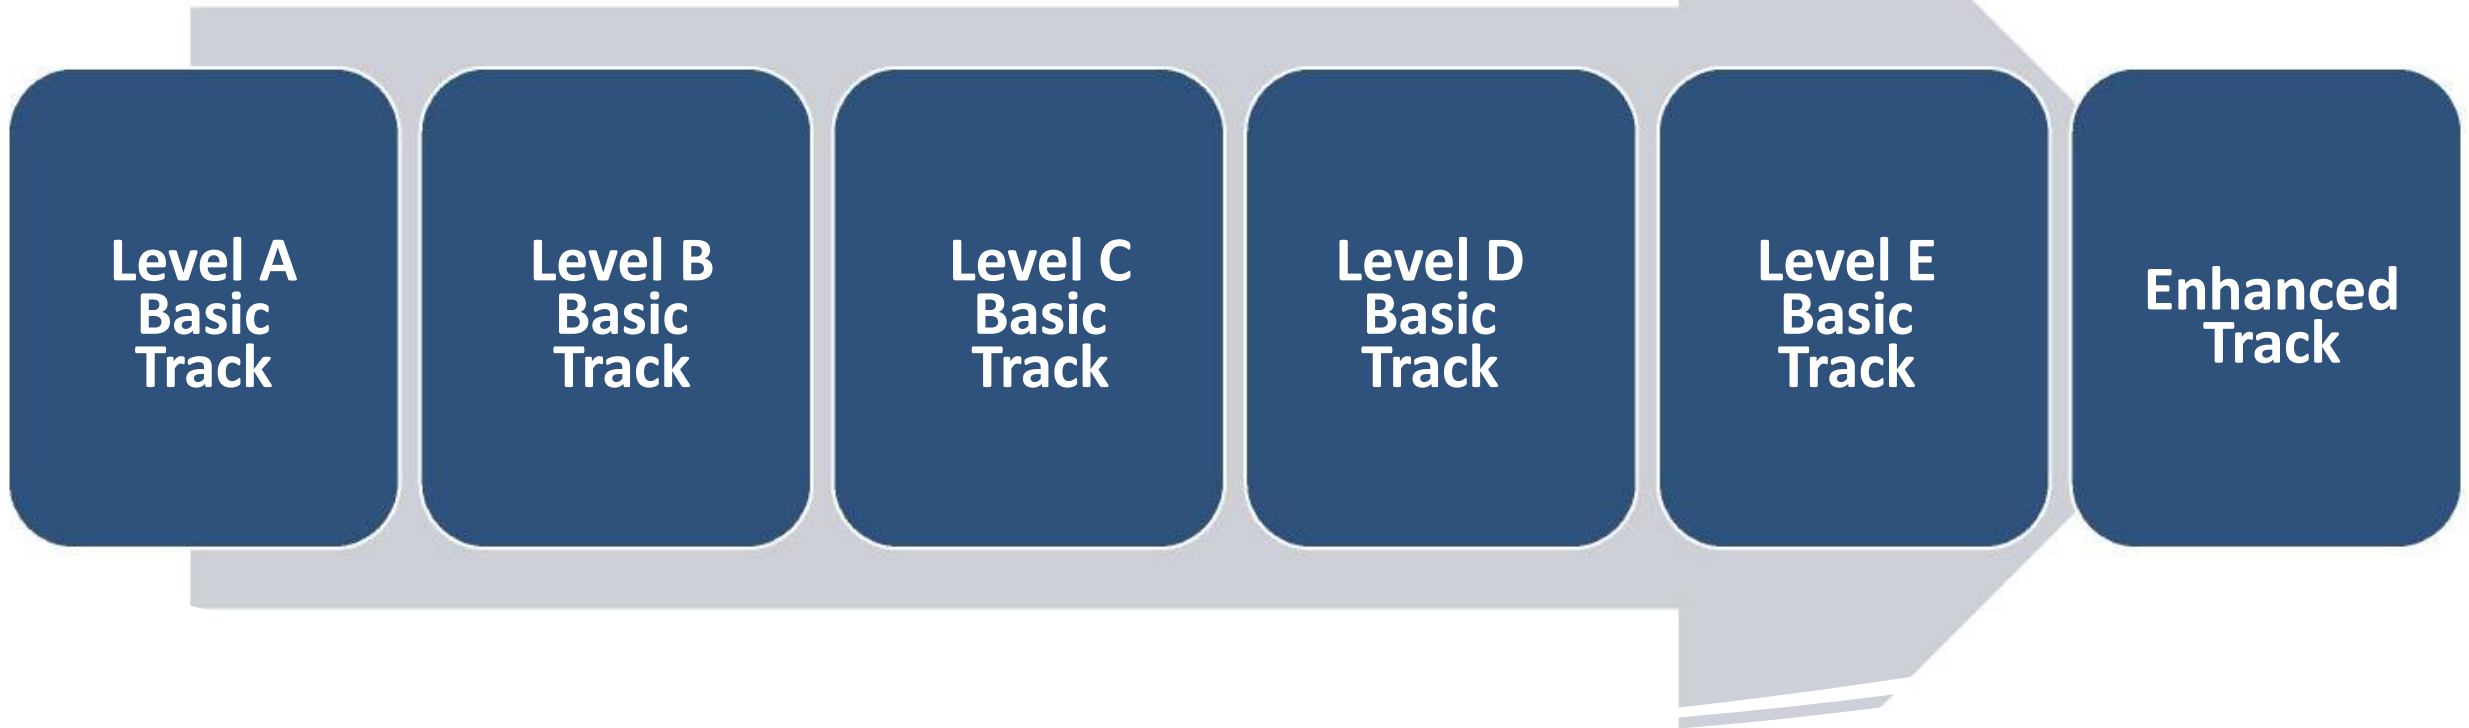 Level A
Basic
Track
Level B
Basic
Track
Level C
Basic
Track
Level D
Basic
Track
Level E
Basic
Track
Enhanced
Track